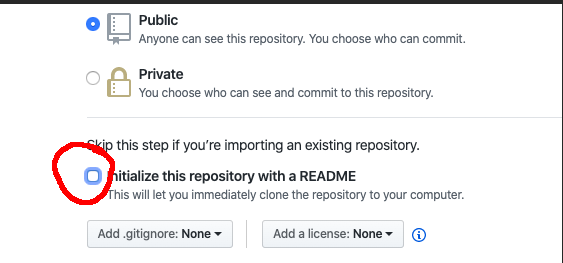 Public
Anyone can see this repository. You choose who can commit.
Private
You choose who can see and commit to this repository.
Skip this step if you're importing an existing repository.
Initialize this repository with a README
This will let you immediately clone the repository to your computer.
Add .gitignore: None
Add a license: None